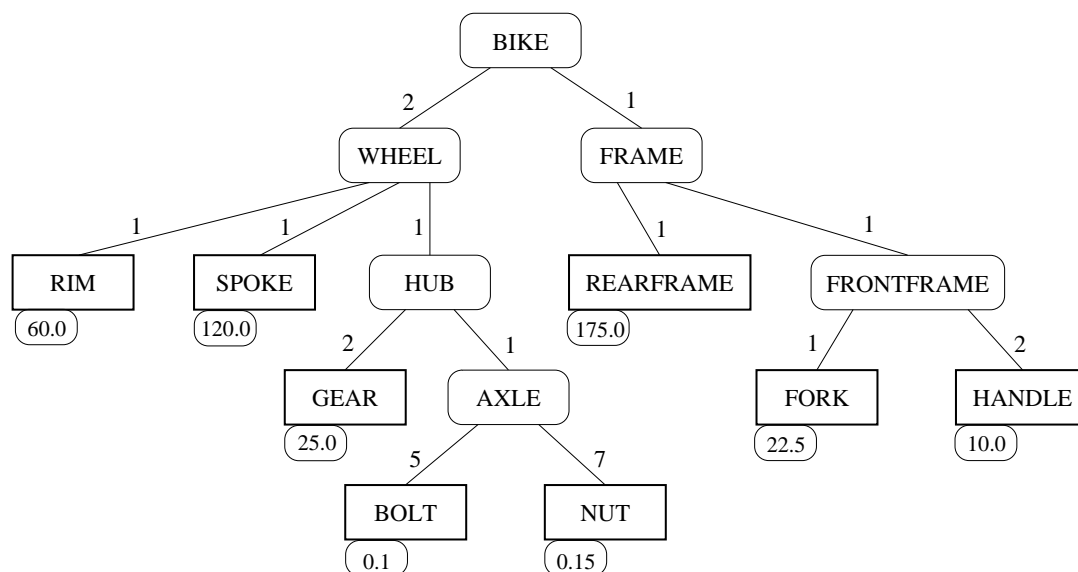 BIKE
2 1
WHEEL FRAME
1 1 1 1 1
RIM SPOKE HUB REARFRAME FRONTFRAME
60.0 120.0 175.0
2 1 1 2
GEAR AXLE FORK HANDLE
25.0 22.5 10.0
5 7
BOLT NUT
0.1 0.15